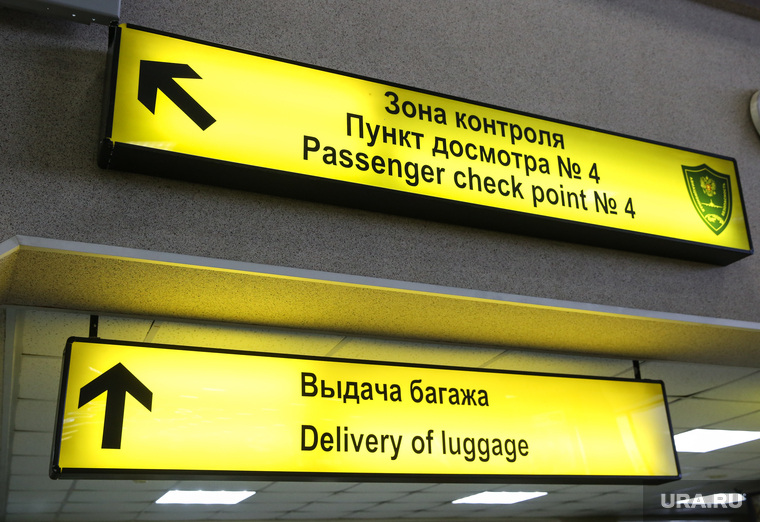 Зона контроля
Пункт досмотра № 4
Passenger check point № 4
Выдача багажа
Delivery of luggage
URA.RU